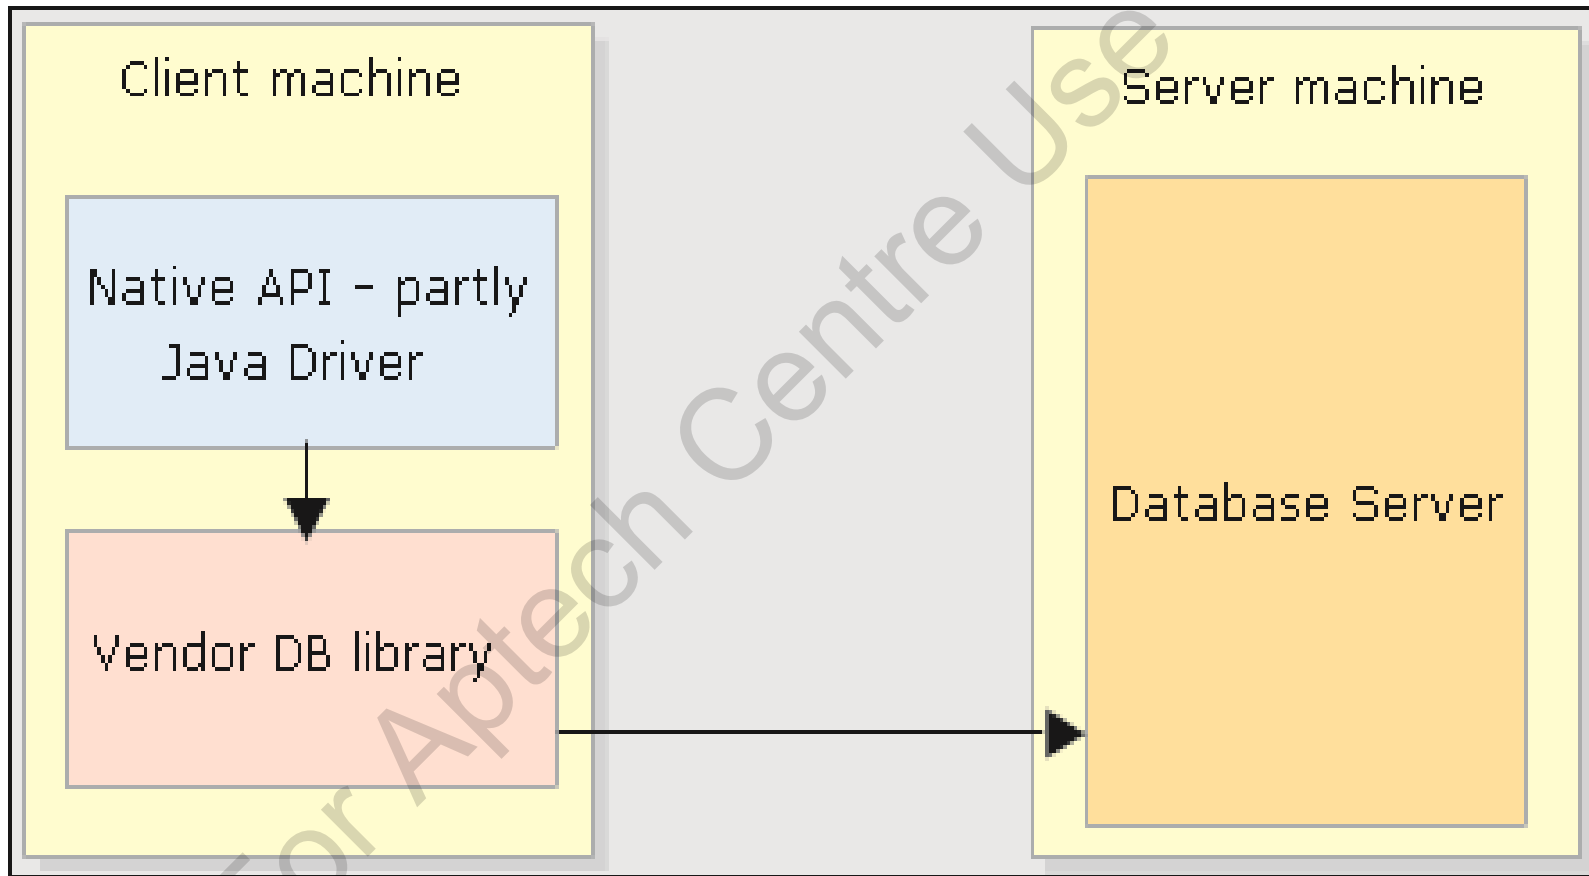 Client machine
Server machine
Native API - partly
Java Driver
Vendor DB library
Database Server
For Aptech Centre Use